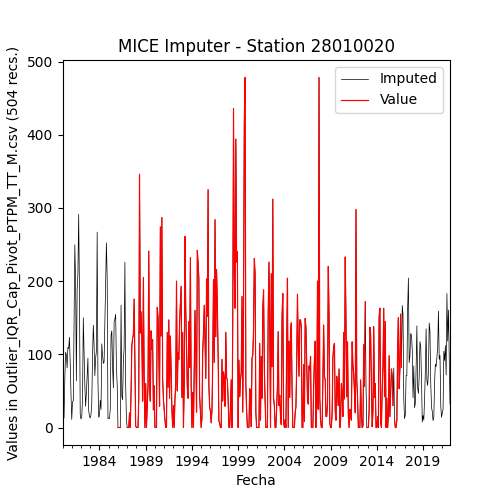 MICE Imputer - Station 28010020
Values in Outlier_IQR_Cap_Pivot_PTPM_TT_M.csv (504 recs.)
500
400
300
200
100
0
Imputed
Value
1984 1989 1994 1999 2004 2009 2014 2019
Fecha